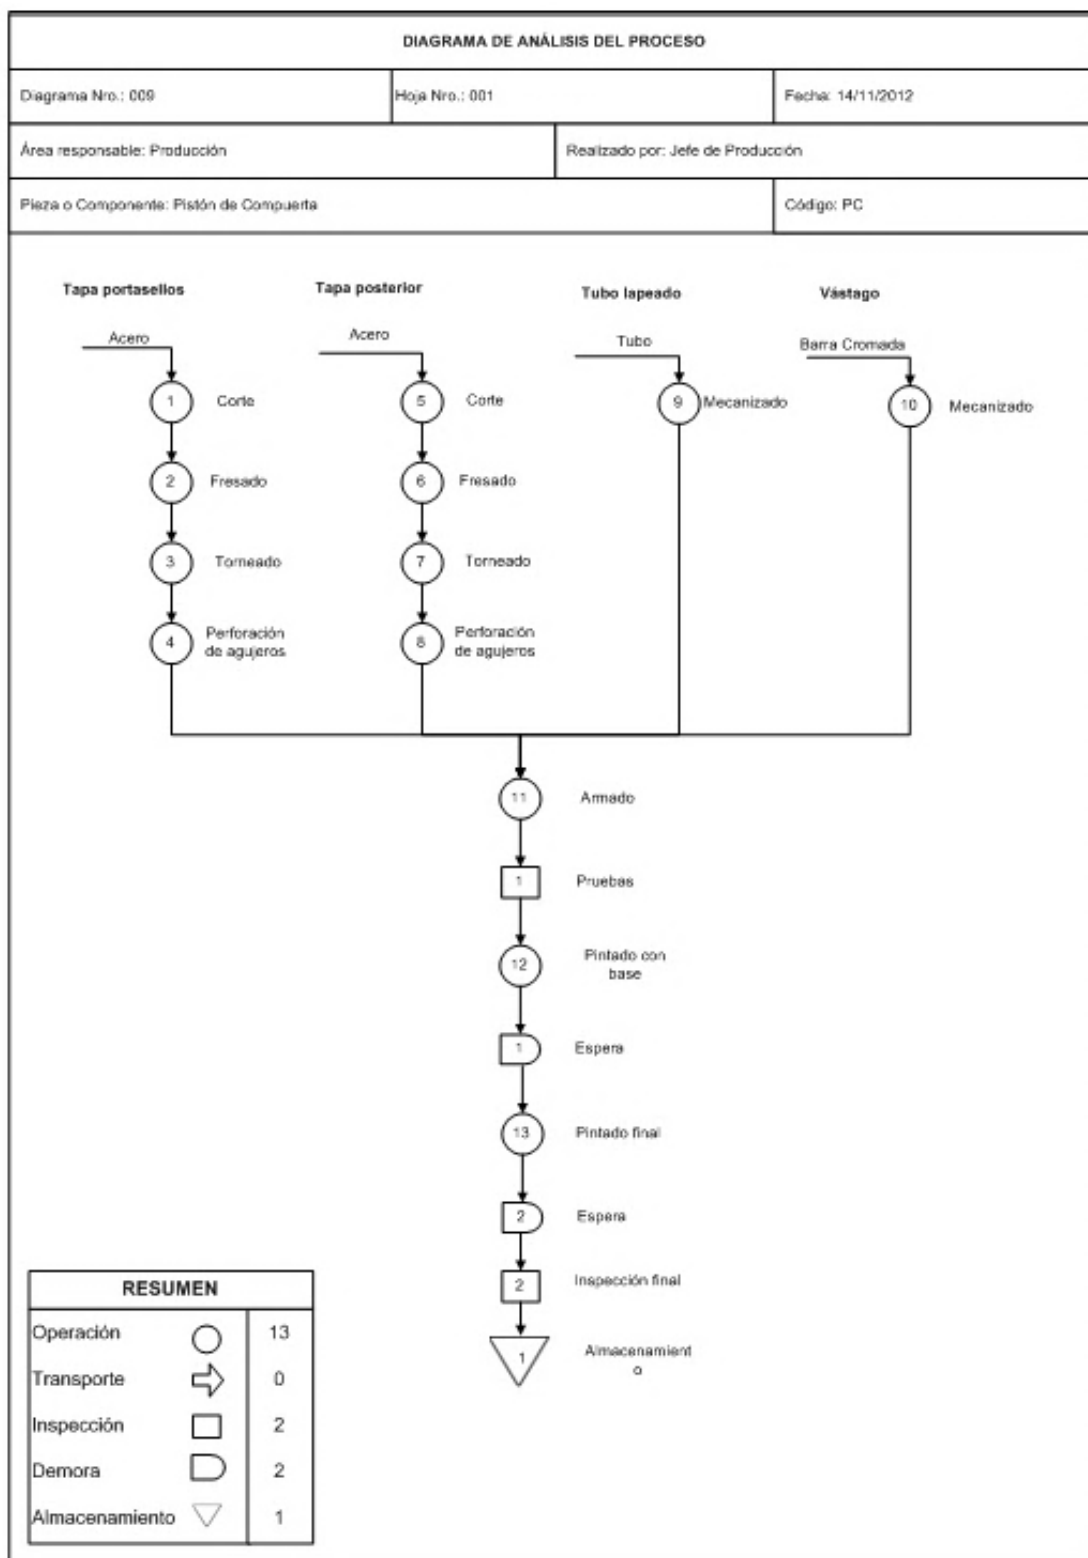 DIAGRAMA DE ANÁLISIS DEL PROCESO
Diagrama Nro.: 009
Hoja Nro.: 001
Fecha: 14/11/2012
Área responsable: Producción
Realizado por: Jefe de Producción
Pieza o Componente: Pistón de Compuerta
Código: PC
Tapa portasellos
Tapa posterior
Tubo lapeado
Vástago
Acero
Acero
Tubo
Barra Cromada
1
Corte
5
Corte
9
Mecanizado
10
Mecanizado
2
Fresado
6
Fresado
3
Torneado
7
Torneado
4
Perforación
de agujeros
8
Perforación
de agujeros
11
Armado
1
Pruebas
12
Pintado con
base
1
Espera
13
Pintado final
2
Espera
2
Inspección final
1
Almacenamient
o
RESUMEN
Operación
13
Transporte
0
Inspección
2
Demora
2
Almacenamiento
1